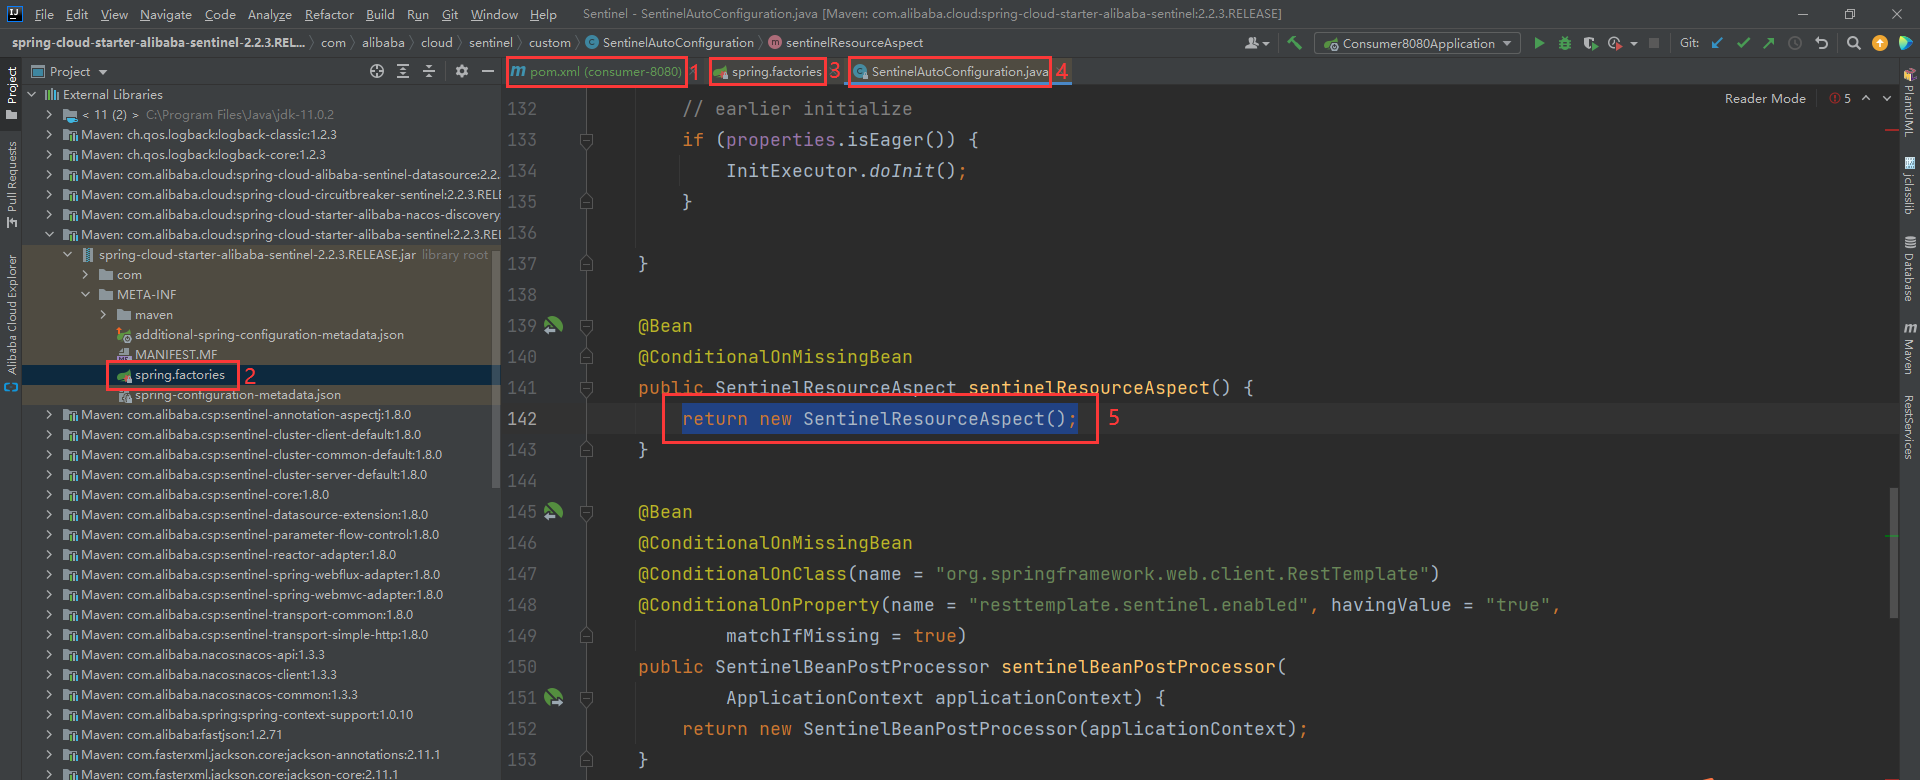 File Edit View Navigate Code Analyze Refactor Build Run Git Window Help Sentinel - SentinelAutoConfiguration.java [Maven: com.alibaba.cloud:spring-cloud-starter-alibaba-sentinel:2.2.3.RELEASE]
spring-cloud-starter-alibaba-sentinel-2.2.3.REL... com alibaba cloud sentinel custom SentinelAutoConfiguration sentinelResourceAspect Consumer8080Application Git:
Project
pom.xml (consumer-8080) 1 spring.factories 3 SentinelAutoConfiguration.java 4
External Libraries
< 11 (2) > C:\Program Files\Java\jdk-11.0.2
Maven: ch.qos.logback:logback-classic:1.2.3
Maven: ch.qos.logback:logback-core:1.2.3
Maven: com.alibaba.cloud:spring-cloud-alibaba-sentinel-datasource:2.2.
Maven: com.alibaba.cloud:spring-cloud-circuitbreaker-sentinel:2.2.3.REL
Maven: com.alibaba.cloud:spring-cloud-starter-alibaba-nacos-discovery
Maven: com.alibaba.cloud:spring-cloud-starter-alibaba-sentinel:2.2.3.REL
spring-cloud-starter-alibaba-sentinel-2.2.3.RELEASE.jar library root
com
META-INF
maven
additional-spring-configuration-metadata.json
MANIFEST.MF
spring.factories 2
spring-configuration-metadata.json
Maven: com.alibaba.csp:sentinel-annotation-aspectj:1.8.0
Maven: com.alibaba.csp:sentinel-cluster-client-default:1.8.0
Maven: com.alibaba.csp:sentinel-cluster-common-default:1.8.0
Maven: com.alibaba.csp:sentinel-cluster-server-default:1.8.0
Maven: com.alibaba.csp:sentinel-core:1.8.0
Maven: com.alibaba.csp:sentinel-datasource-extension:1.8.0
Maven: com.alibaba.csp:sentinel-parameter-flow-control:1.8.0
Maven: com.alibaba.csp:sentinel-reactor-adapter:1.8.0
Maven: com.alibaba.csp:sentinel-spring-webflux-adapter:1.8.0
Maven: com.alibaba.csp:sentinel-spring-webmvc-adapter:1.8.0
Maven: com.alibaba.csp:sentinel-transport-common:1.8.0
Maven: com.alibaba.csp:sentinel-transport-simple-http:1.8.0
Maven: com.alibaba.nacos:nacos-api:1.3.3
Maven: com.alibaba.nacos:nacos-client:1.3.3
Maven: com.alibaba.nacos:nacos-common:1.3.3
Maven: com.alibaba.spring:spring-context-support:1.0.10
Maven: com.alibaba:fastjson:1.2.71
Maven: com.fasterxml.jackson.core:jackson-annotations:2.11.1
Maven: com.fasterxml.jackson.core:jackson-core:2.11.1
Project
Pull Requests
Alibaba Cloud Explorer
Reader Mode 5
132 // earlier initialize
133 if (properties.isEager()) {
134 InitExecutor.doInit();
135 }
136
137 }
138
139 @Bean
140 @ConditionalOnMissingBean
141 public SentinelResourceAspect sentinelResourceAspect() {
142 return new SentinelResourceAspect(); 5
143 }
144
145 @Bean
146 @ConditionalOnMissingBean
147 @ConditionalOnClass(name = "org.springframework.web.client.RestTemplate")
148 @ConditionalOnProperty(name = "resttemplate.sentinel.enabled", havingValue = "true",
149 matchIfMissing = true)
150 public SentinelBeanPostProcessor sentinelBeanPostProcessor(
151 ApplicationContext applicationContext) {
152 return new SentinelBeanPostProcessor(applicationContext);
153 }
PlantUML
jclasslib
Database
Maven
RestServices